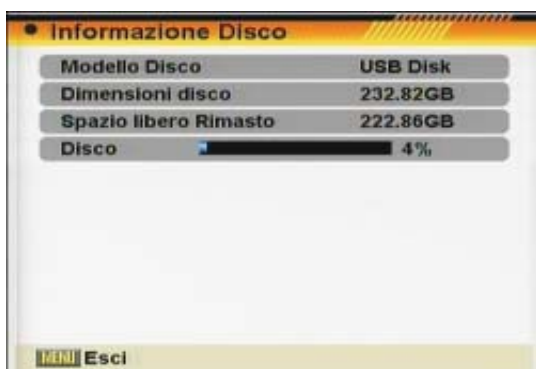 Informazione Disco
Modello Disco USB Disk
Dimensioni disco 232.82GB
Spazio libero Rimasto 222.86GB
Disco 4%
MENU Esci